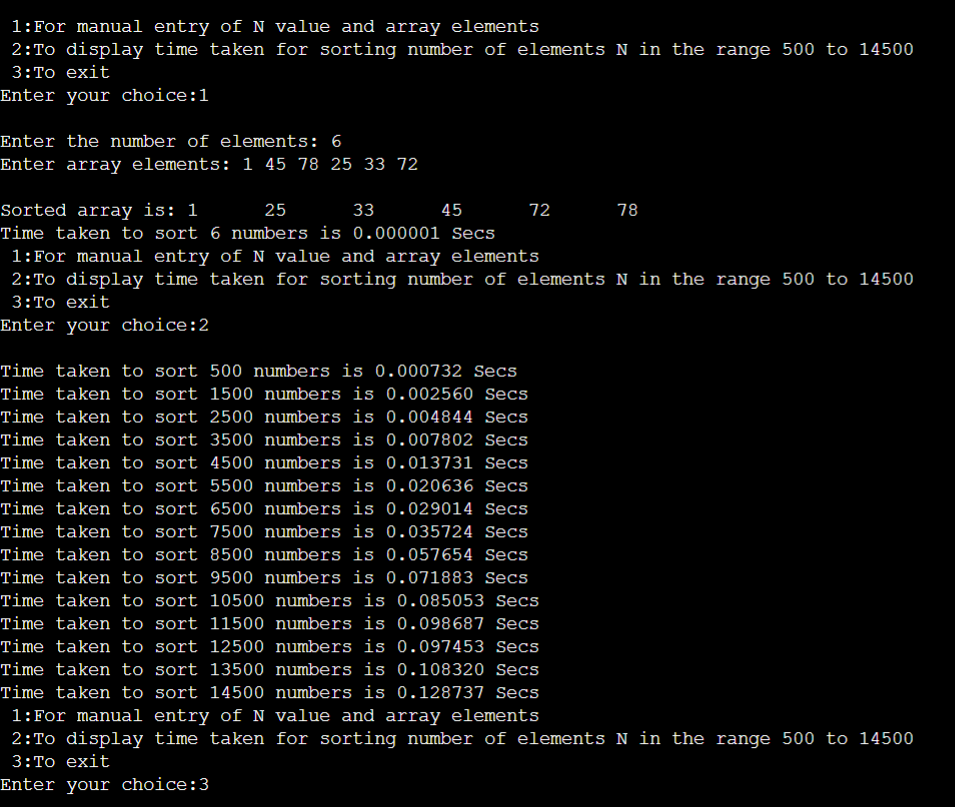 1:For manual entry of N value and array elements
2:To display time taken for sorting number of elements N in the range 500 to 14500
3:To exit
Enter your choice:1
Enter the number of elements: 6
Enter array elements: 1 45 78 25 33 72
Sorted array is: 1 25 33 45 72 78
Time taken to sort 6 numbers is 0.000001 Secs
1:For manual entry of N value and array elements
2:To display time taken for sorting number of elements N in the range 500 to 14500
3:To exit
Enter your choice:2
Time taken to sort 500 numbers is 0.000732 Secs
Time taken to sort 1500 numbers is 0.002560 Secs
Time taken to sort 2500 numbers is 0.004844 Secs
Time taken to sort 3500 numbers is 0.007802 Secs
Time taken to sort 4500 numbers is 0.013731 Secs
Time taken to sort 5500 numbers is 0.020636 Secs
Time taken to sort 6500 numbers is 0.029014 Secs
Time taken to sort 7500 numbers is 0.035724 Secs
Time taken to sort 8500 numbers is 0.057654 Secs
Time taken to sort 9500 numbers is 0.071883 Secs
Time taken to sort 10500 numbers is 0.085053 Secs
Time taken to sort 11500 numbers is 0.098687 Secs
Time taken to sort 12500 numbers is 0.097453 Secs
Time taken to sort 13500 numbers is 0.108320 Secs
Time taken to sort 14500 numbers is 0.128737 Secs
1:For manual entry of N value and array elements
2:To display time taken for sorting number of elements N in the range 500 to 14500
3:To exit
Enter your choice:3